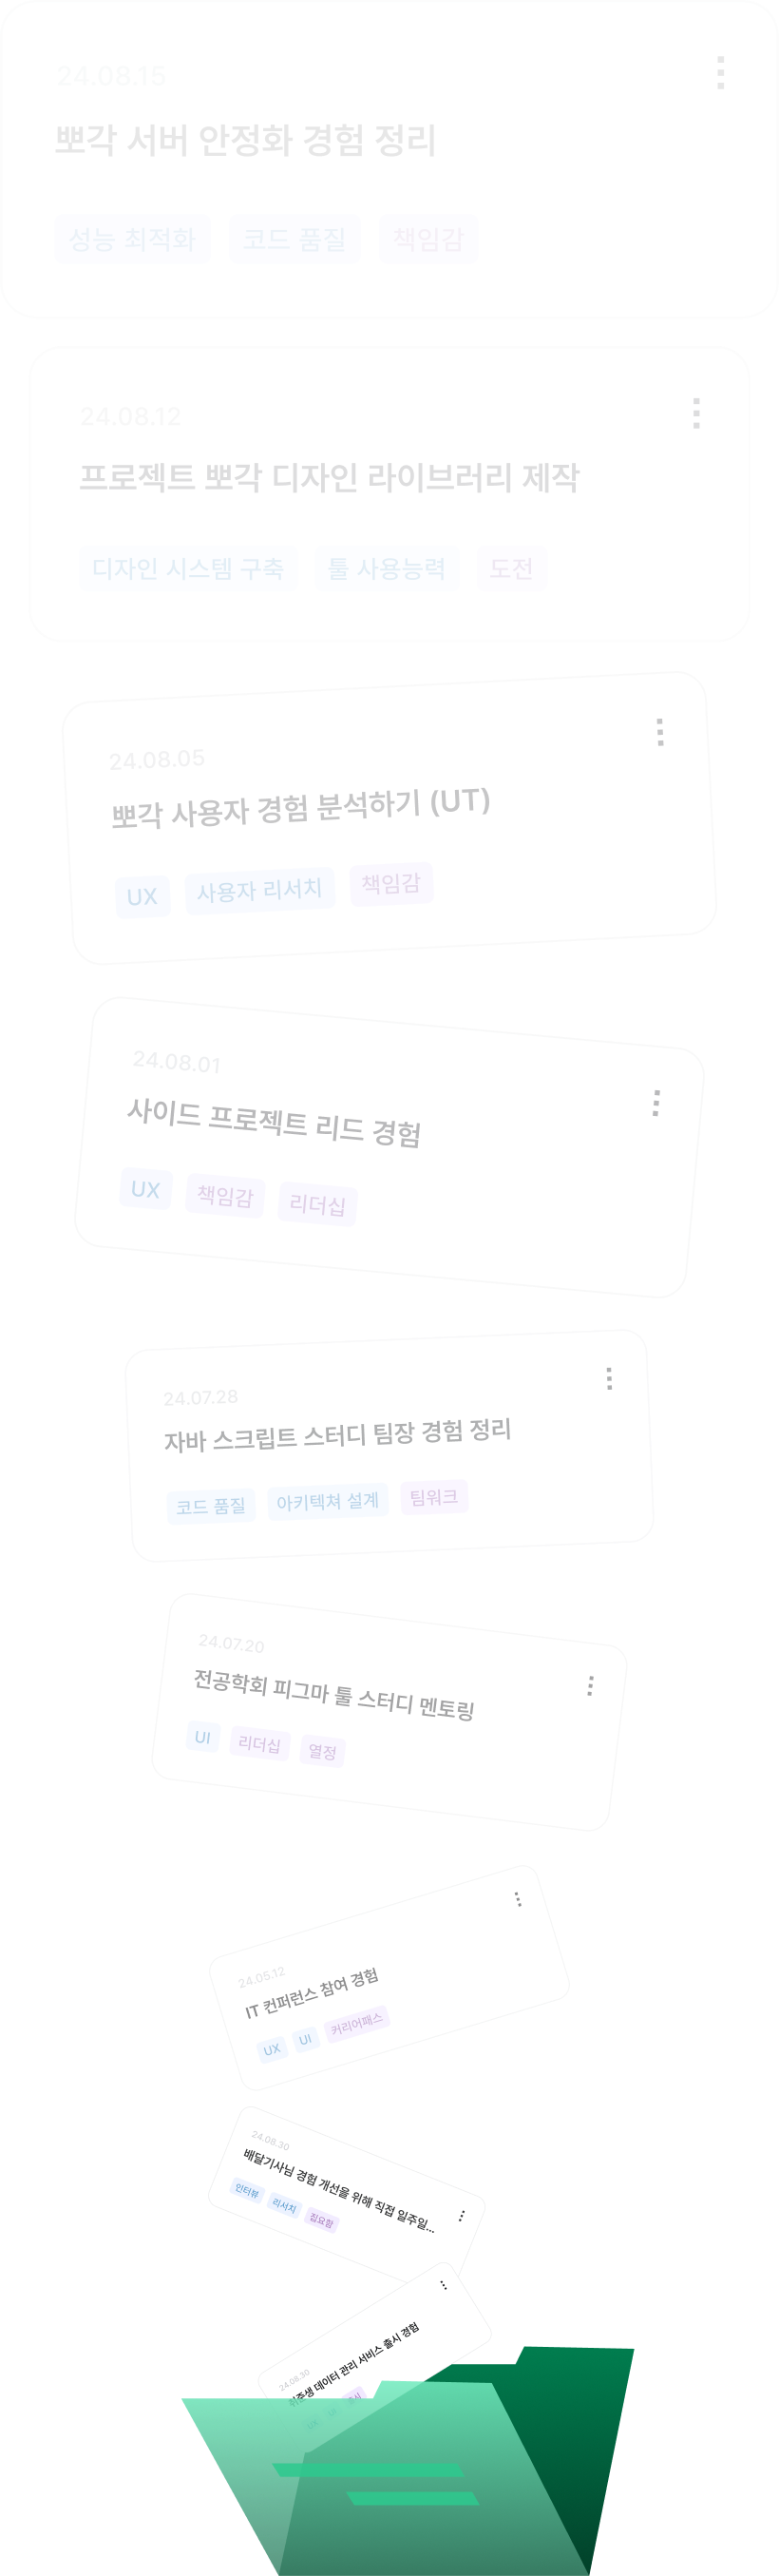 24.08.15
뽀각 서버 안정화 경험 정리
성능 최적화 코드 품질 책임감
24.08.12
프로젝트 뽀각 디자인 라이브러리 제작
디자인 시스템 구축 툴 사용능력 도전
24.08.05
뽀각 사용자 경험 분석하기 (UT)
UX 사용자 리서치 책임감
24.08.01
사이드 프로젝트 리드 경험
UX 책임감 리더십
24.07.28
자바 스크립트 스터디 팀장 경험 정리
코드 품질 아키텍쳐 설계 팀워크
24.07.20
전공학회 피그마 툴 스터디 멘토링
UI 리더십 열정
24.05.12
IT 컨퍼런스 참여 경험
UX UI 커리어패스
24.08.30
배달기사님 경험 개선을 위해 직접 일주일...
인터뷰 리서치 집요함
24.08.30
데이터 관리 서비스 출시 경험